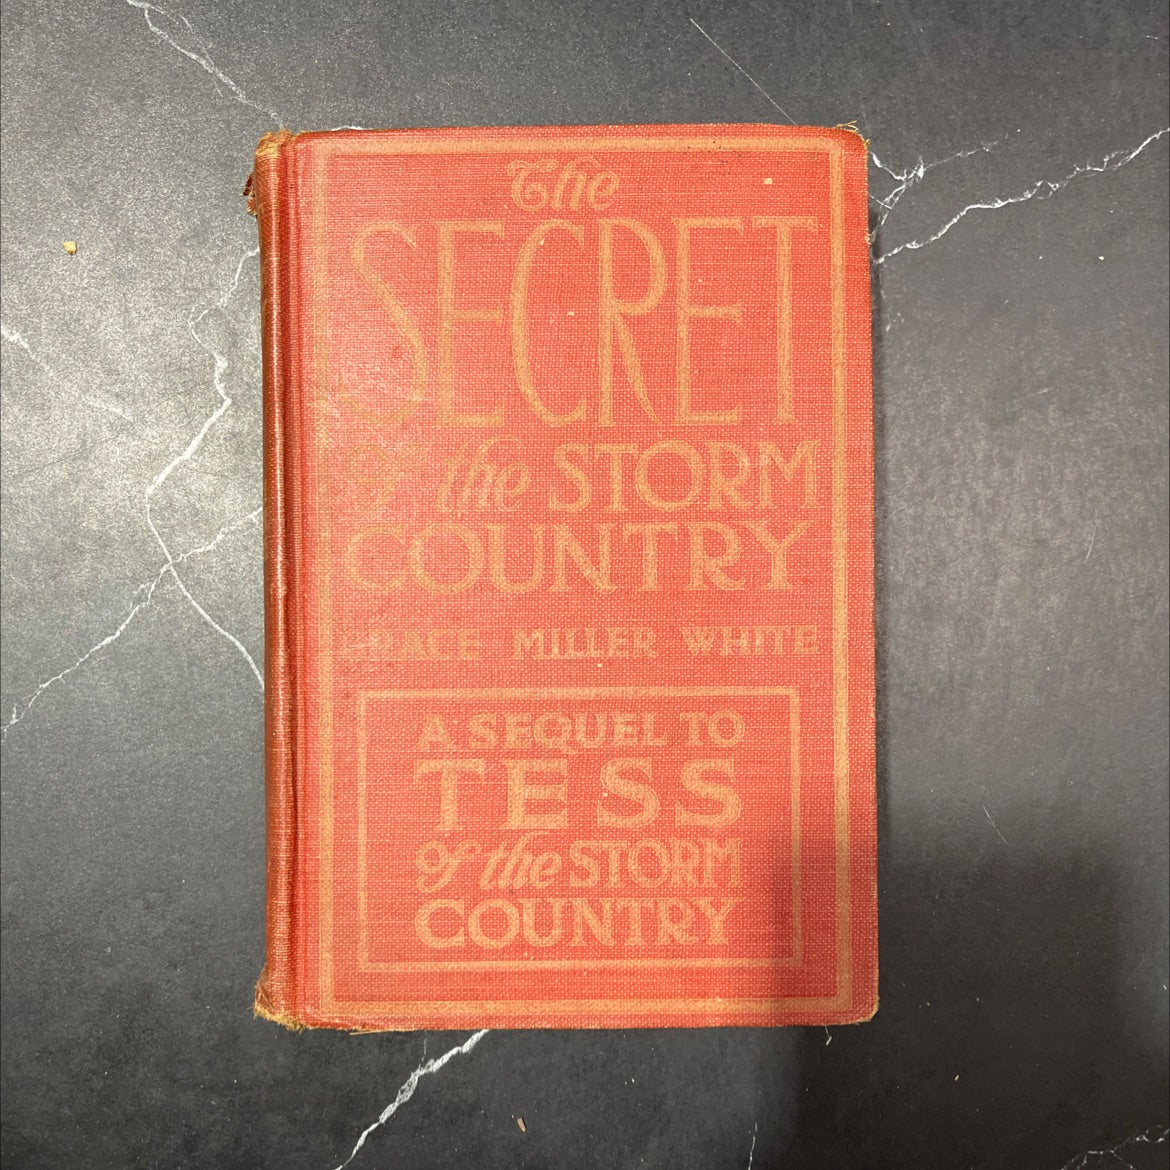 The
SECRET
of the STORM
COUNTRY
GRACE MILLER WHITE
A SEQUEL TO
TESS
of the STORM
COUNTRY